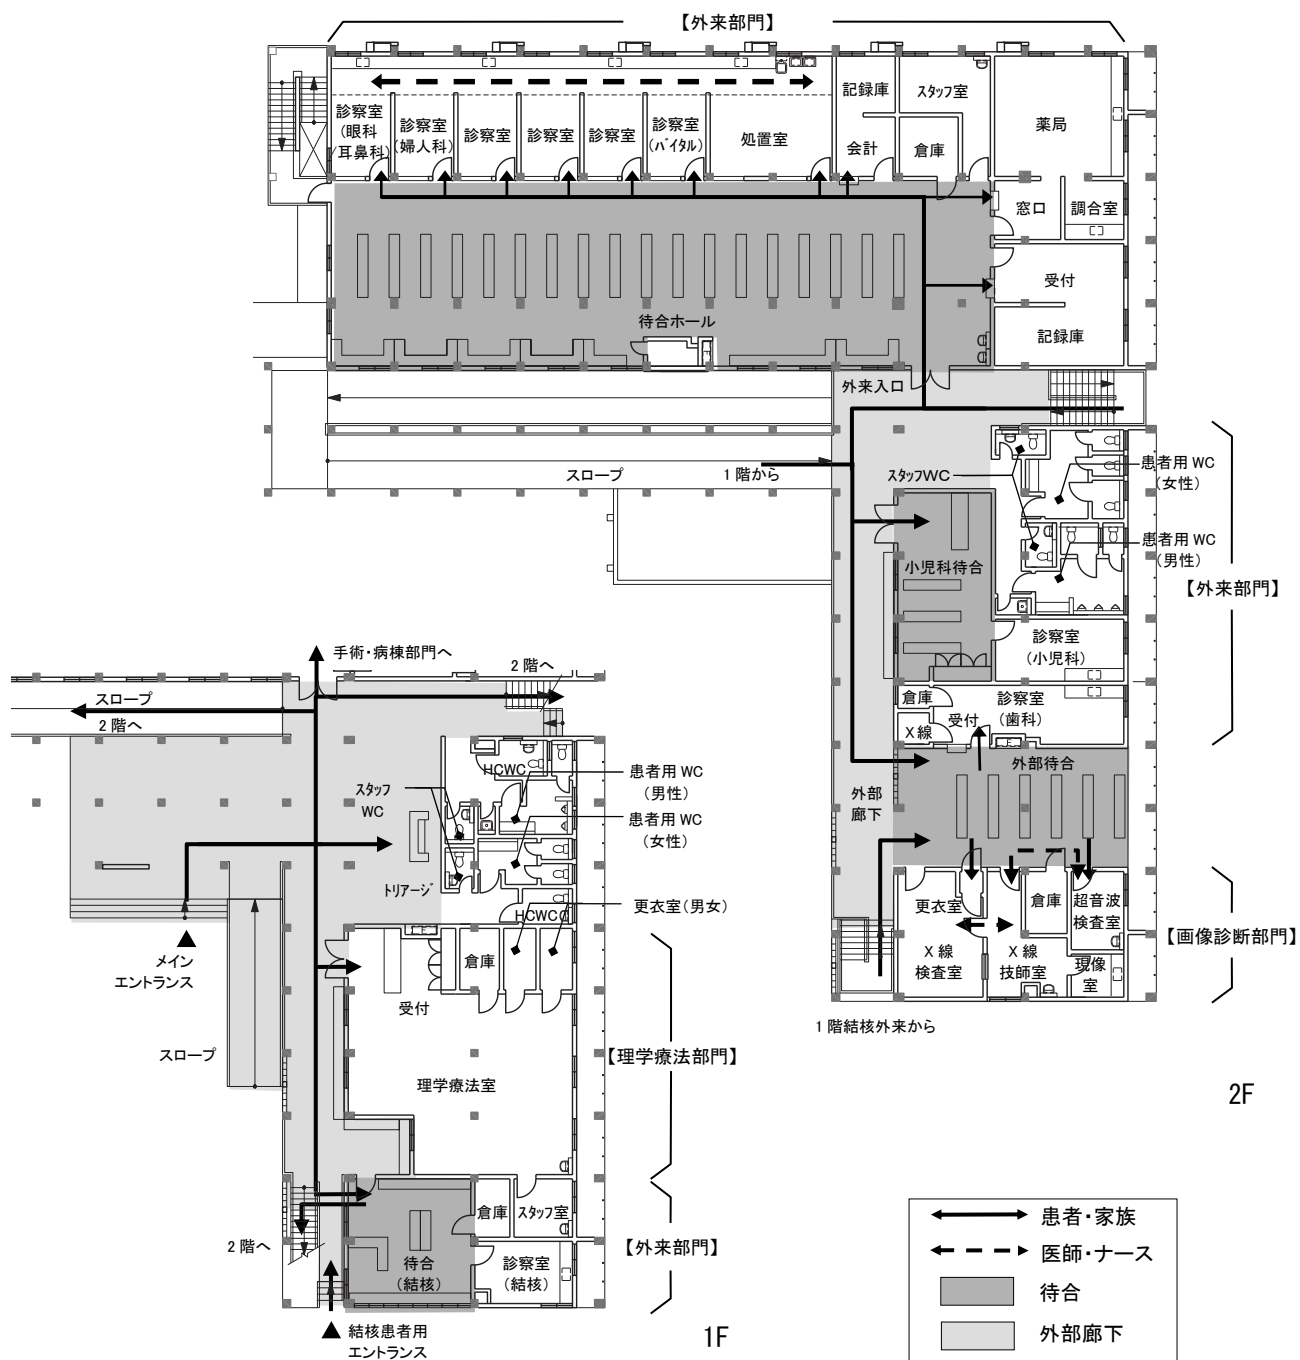 【外来部門】
記録庫
スタッフ室
薬局
診察室
(眼科
/耳鼻科)
診察室
(婦人科)
診察室
診察室
診察室
診察室
(バイタル)
処置室
会計
倉庫
窓口
調合室
受付
待合ホール
記録庫
外来入口
スロープ
1階から
スタッフWC
患者用 WC
(女性)
患者用 WC
(男性)
小児科待合
【外来部門】
診察室
(小児科)
倉庫
診察室
(歯科)
受付
X線
外部待合
外部
廊下
更衣室
倉庫
超音波
検査室
【画像診断部門】
X線
検査室
X線
技師室
現像
室
1階結核外来から
2F
手術・病棟部門へ
2階へ
スロープ
2階へ
HCWC
スタッフ
WC
患者用 WC
(男性)
患者用 WC
(女性)
トリアージ
HCWC
更衣室(男女)
メイン
エントランス
倉庫
受付
スロープ
【理学療法部門】
理学療法室
倉庫
スタッフ室
2階へ
【外来部門】
待合
(結核)
診察室
(結核)
結核患者用
エントランス
1F
患者・家族
医師・ナース
待合
外部廊下